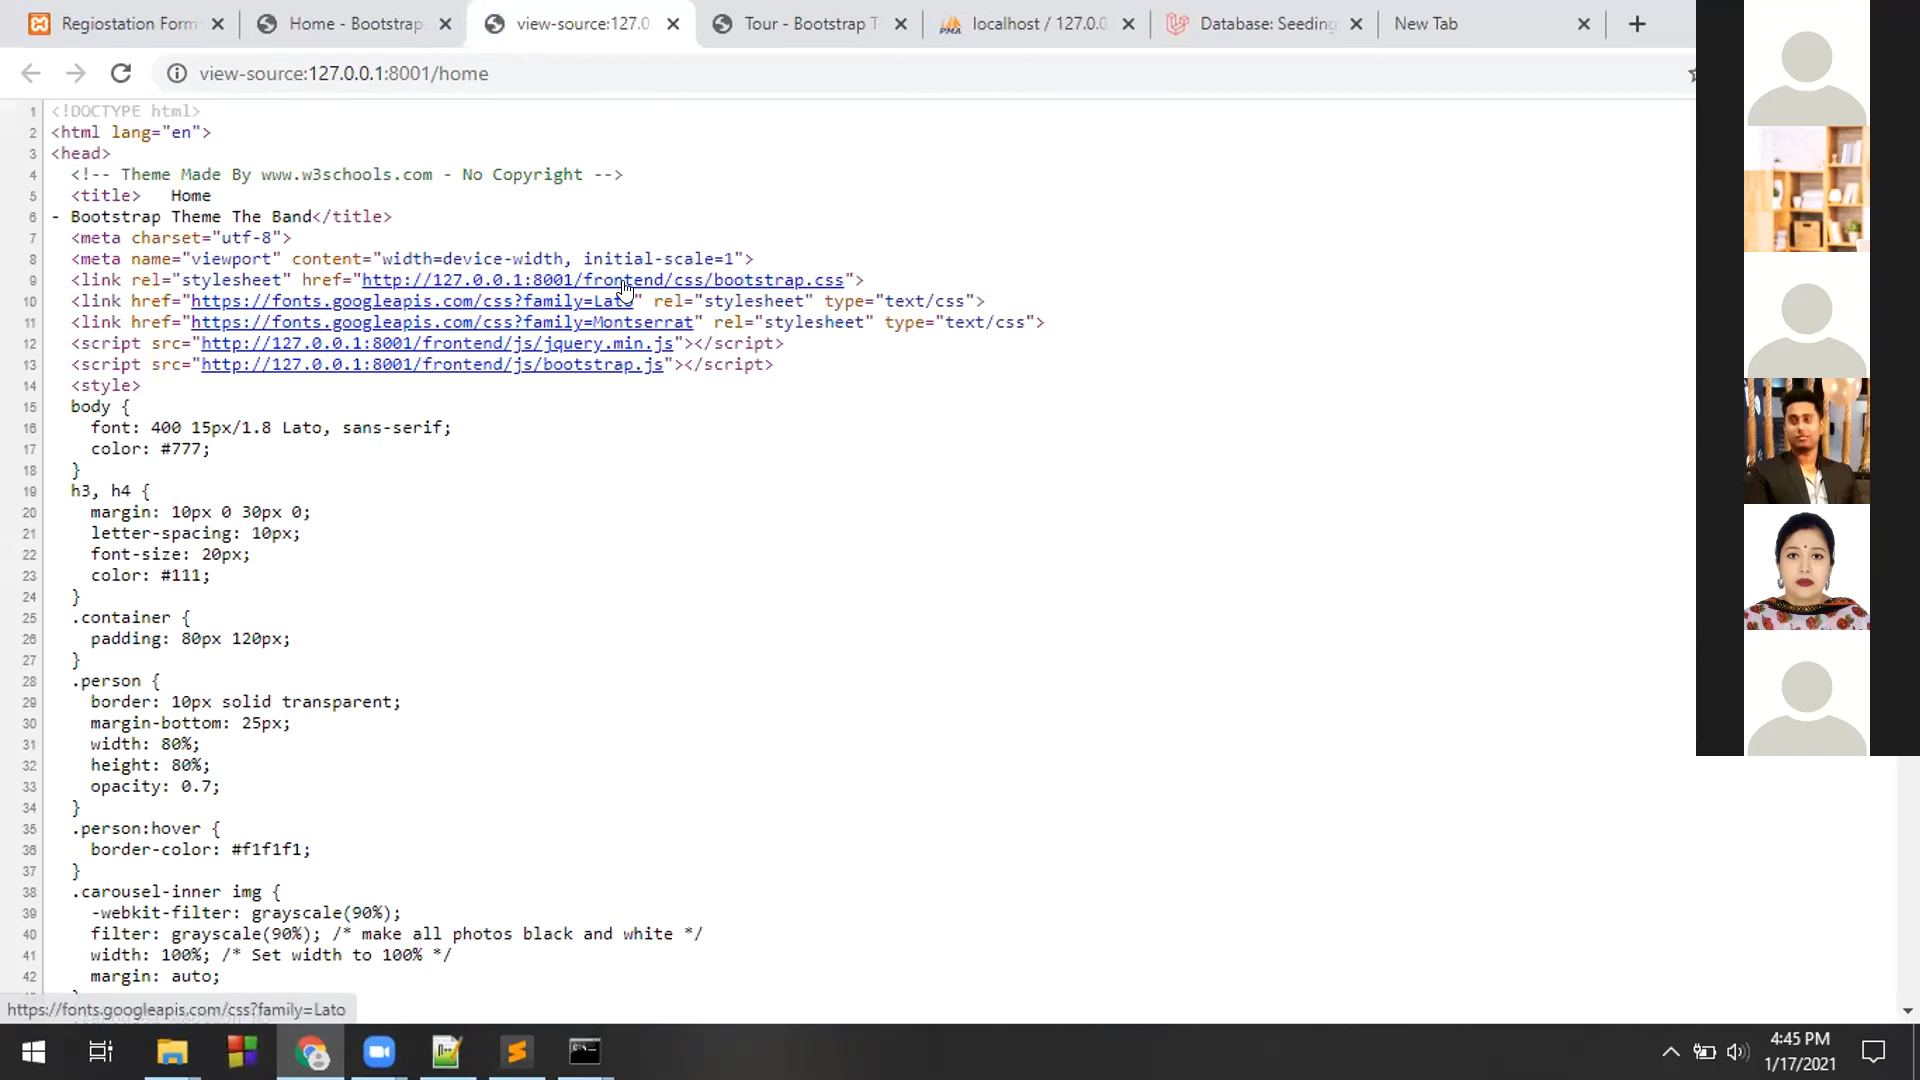 Regiostation Form
Home - Bootstrap
view-source:127.0
Tour - Bootstrap T
PMA
localhost / 127.0.0
Database: Seeding
New Tab
view-source:127.0.0.1:8001/home
1 <!DOCTYPE html>
2 <html lang="en">
3 <head>
4 <!-- Theme Made By www.w3schools.com - No Copyright -->
5 <title> Home
6 - Bootstrap Theme The Band</title>
7 <meta charset="utf-8">
8 <meta name="viewport" content="width=device-width, initial-scale=1">
9 <link rel="stylesheet" href="http://127.0.0.1:8001/frontend/css/bootstrap.css">
10 <link href="https://fonts.googleapis.com/css?family=Lato" rel="stylesheet" type="text/css">
11 <link href="https://fonts.googleapis.com/css?family=Montserrat" rel="stylesheet" type="text/css">
12 <script src="http://127.0.0.1:8001/frontend/js/jquery.min.js"></script>
13 <script src="http://127.0.0.1:8001/frontend/js/bootstrap.js"></script>
14 <style>
15 body {
16 font: 400 15px/1.8 Lato, sans-serif;
17 color: #777;
18 }
19 h3, h4 {
20 margin: 10px 0 30px 0;
21 letter-spacing: 10px;
22 font-size: 20px;
23 color: #111;
24 }
25 .container {
26 padding: 80px 120px;
27 }
28 .person {
29 border: 10px solid transparent;
30 margin-bottom: 25px;
31 width: 80%;
32 height: 80%;
33 opacity: 0.7;
34 }
35 .person:hover {
36 border-color: #f1f1f1;
37 }
38 .carousel-inner img {
39 -webkit-filter: grayscale(90%);
40 filter: grayscale(90%); /* make all photos black and white */
41 width: 100%; /* Set width to 100% */
42 margin: auto;
https://fonts.googleapis.com/css?family=Lato
4:45 PM
1/17/2021